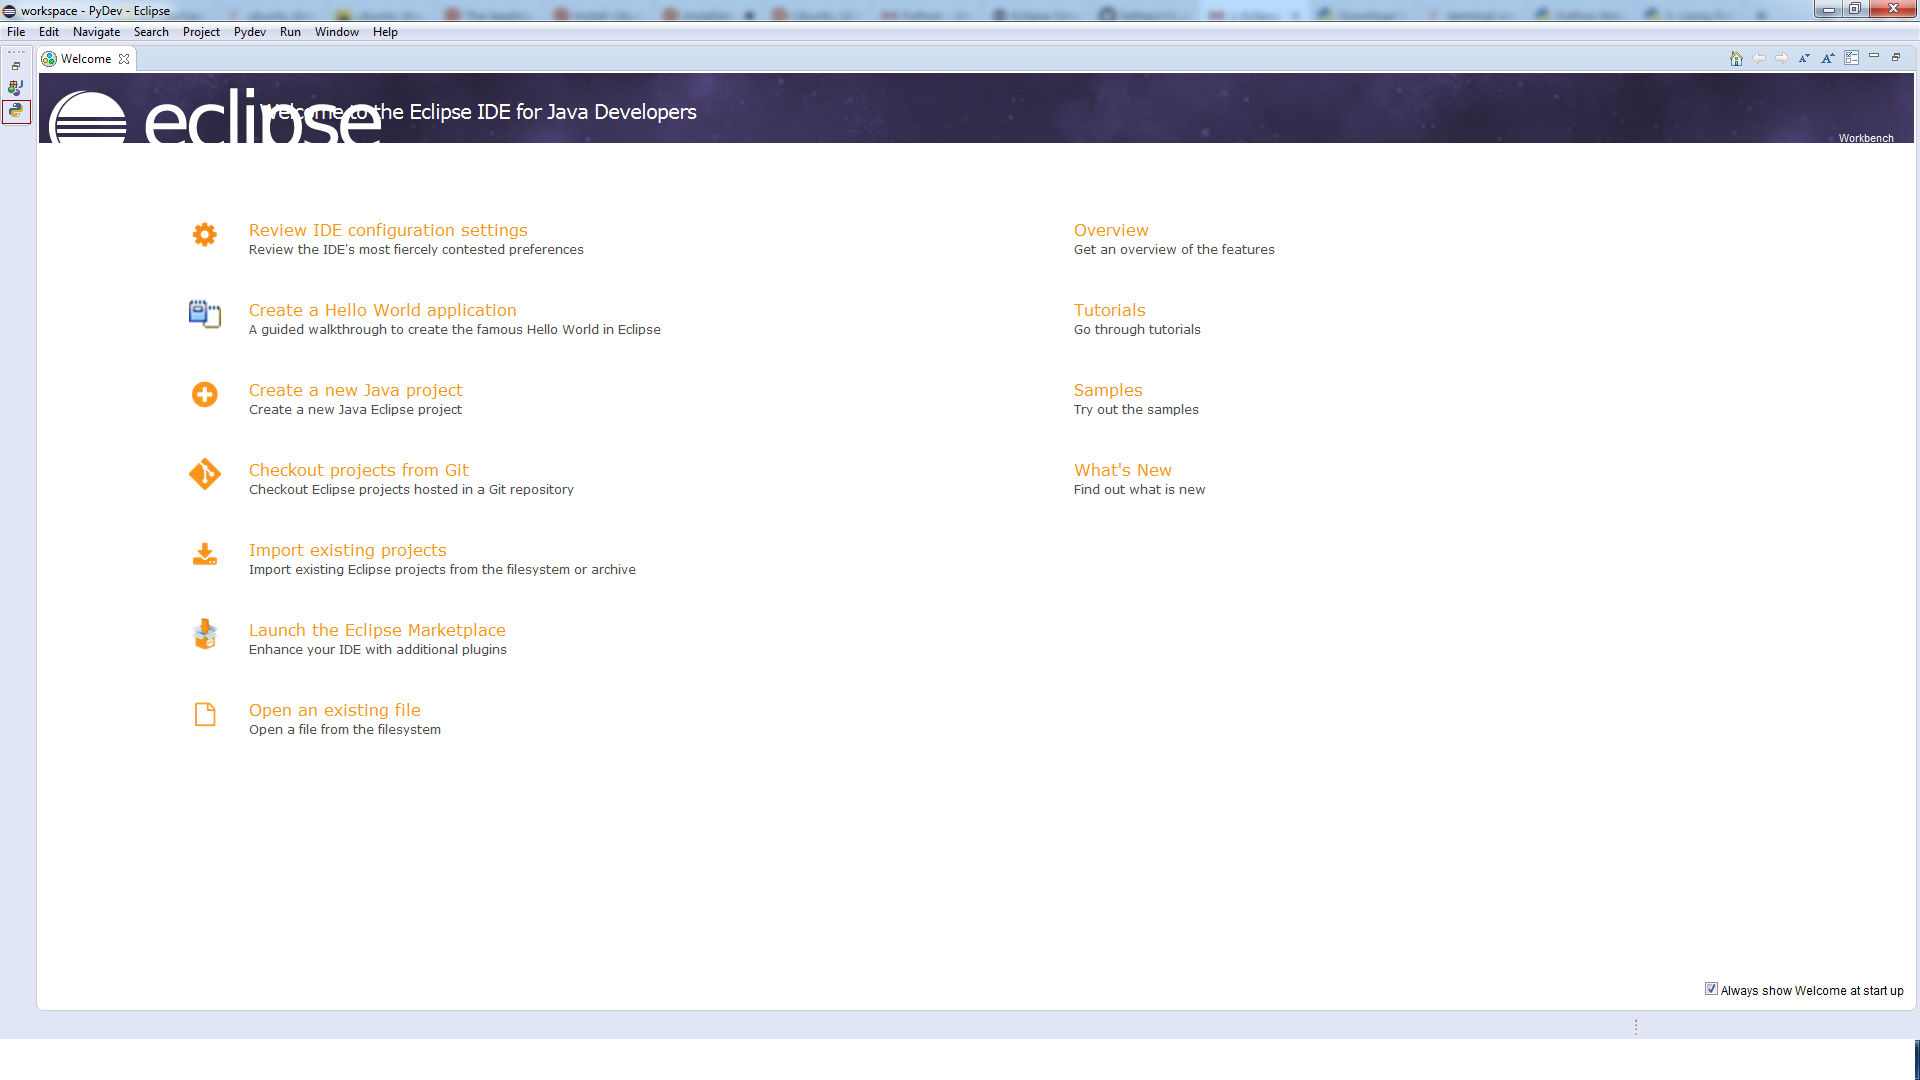 workspace - PyDev - Eclipse
File Edit Navigate Search Project Pydev Run Window Help
Welcome
eclipse
Welcome to the Eclipse IDE for Java Developers
Workbench
Review IDE configuration settings
Review the IDE's most fiercely contested preferences
Overview
Get an overview of the features
Create a Hello World application
A guided walkthrough to create the famous Hello World in Eclipse
Tutorials
Go through tutorials
Create a new Java project
Create a new Java Eclipse project
Samples
Try out the samples
Checkout projects from Git
Checkout Eclipse projects hosted in a Git repository
What's New
Find out what is new
Import existing projects
Import existing Eclipse projects from the filesystem or archive
Launch the Eclipse Marketplace
Enhance your IDE with additional plugins
Open an existing file
Open a file from the filesystem
Always show Welcome at start up